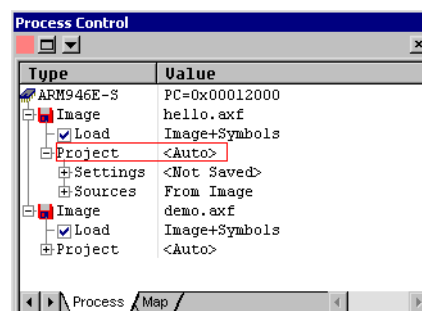 Process Control
Type Value
ARM946E-S PC=0x00012000
Image hello.axf
Load Image+Symbols
Project <Auto>
Settings <Not Saved>
Sources From Image
Image demo.axf
Load Image+Symbols
Project <Auto>
Process Map